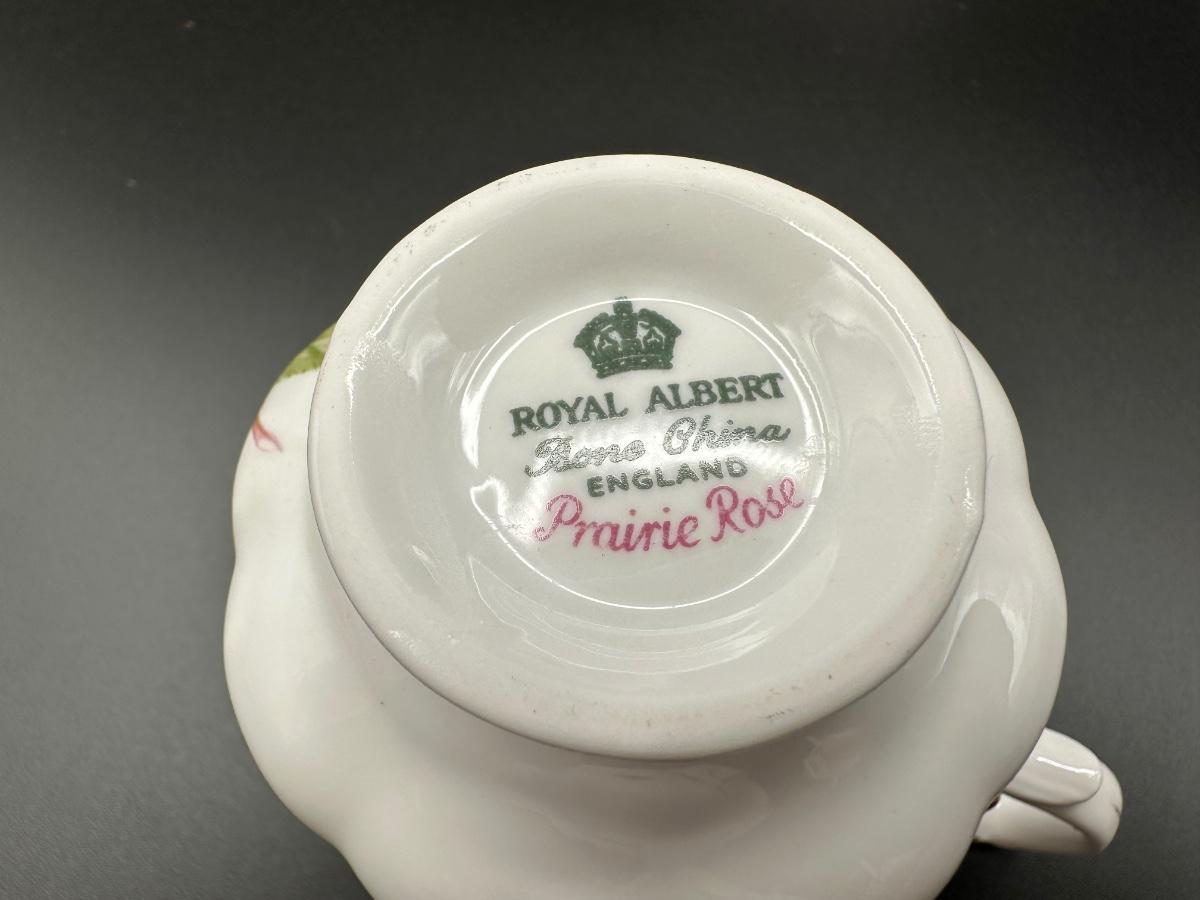 ROYAL ALBERT
Bone China
ENGLAND
Prairie Rose